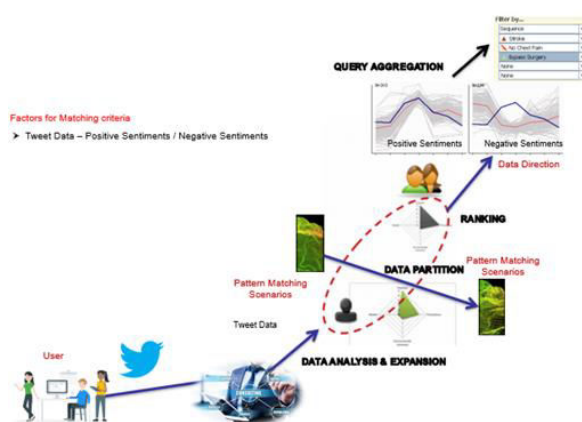 Filter by...
Sequence
Stroke
No Chest Pain
Bypass Surgery
None
None
QUERY AGGREGATION
Factors for Matching criteria
➤ Tweet Data – Positive Sentiments / Negative Sentiments
Positive Sentiments
Negative Sentiments
Data Direction
RANKING
DATA PARTITION
Pattern Matching
Scenarios
Pattern Matching
Scenarios
Tweet Data
User
DATA ANALYSIS & EXPANSION
CONSULTING